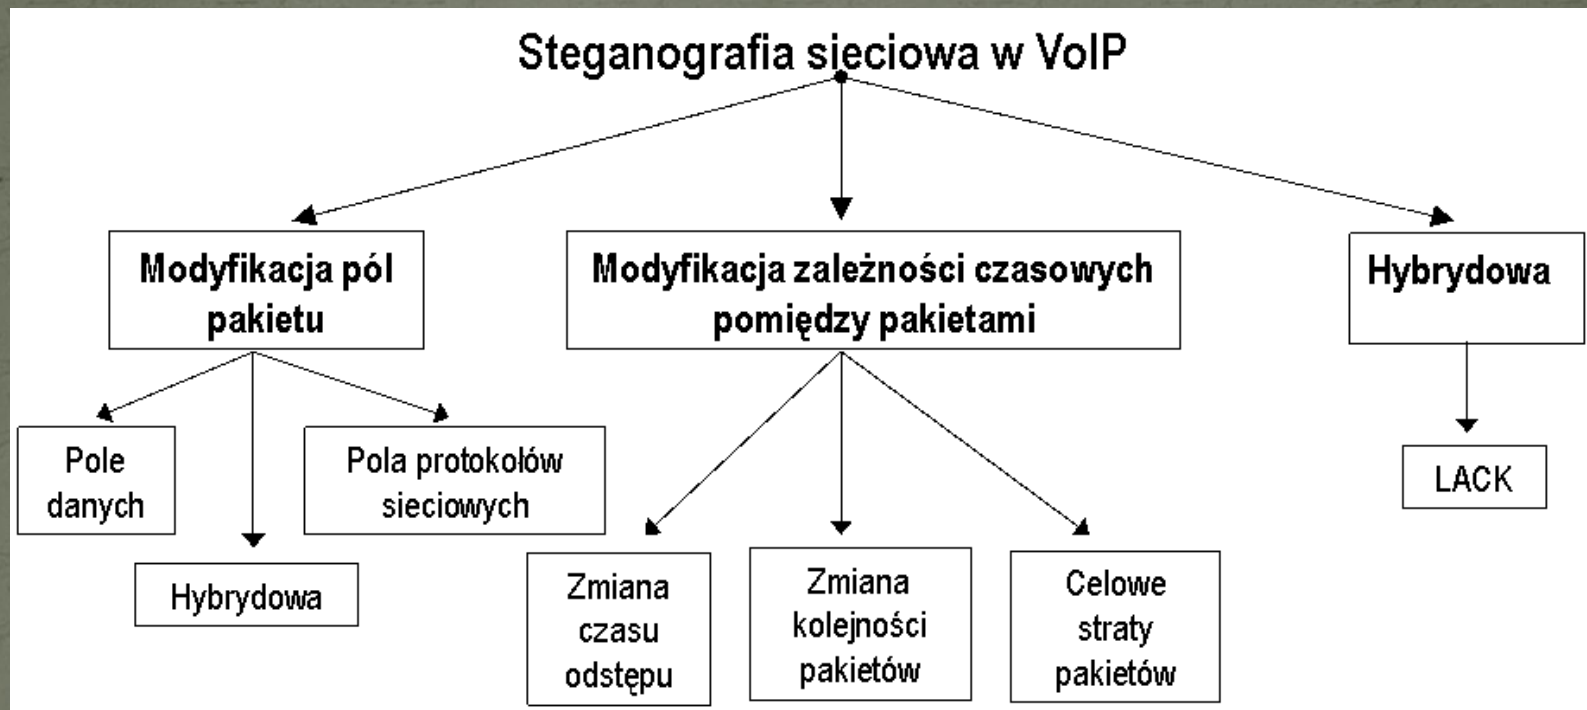 Steganografia sieciowa w VoIP
Modyfikacja pól
pakietu
Modyfikacja zależności czasowych
pomiędzy pakietami
Hybrydowa
Pole
danych
Hybrydowa
Pola protokołów
sieciowych
Zmiana
czasu
odstępu
Zmiana
kolejności
pakietów
Celowe
straty
pakietów
LACK